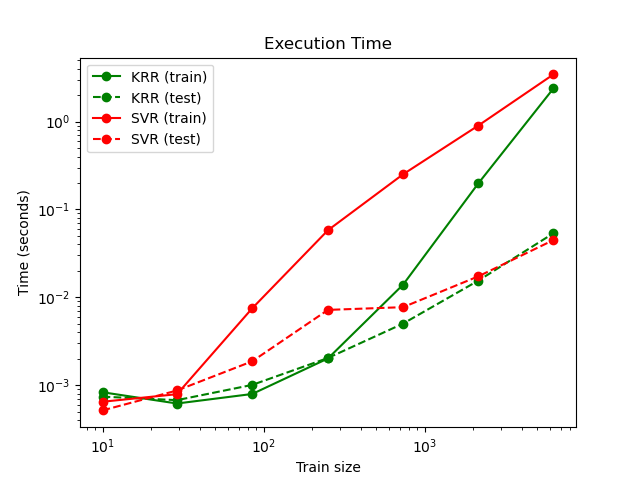 Execution Time
KRR (train)
KRR (test)
SVR (train)
SVR (test)
10⁰
10⁻¹
10⁻²
10⁻³
Time (seconds)
10¹
10²
10³
Train size